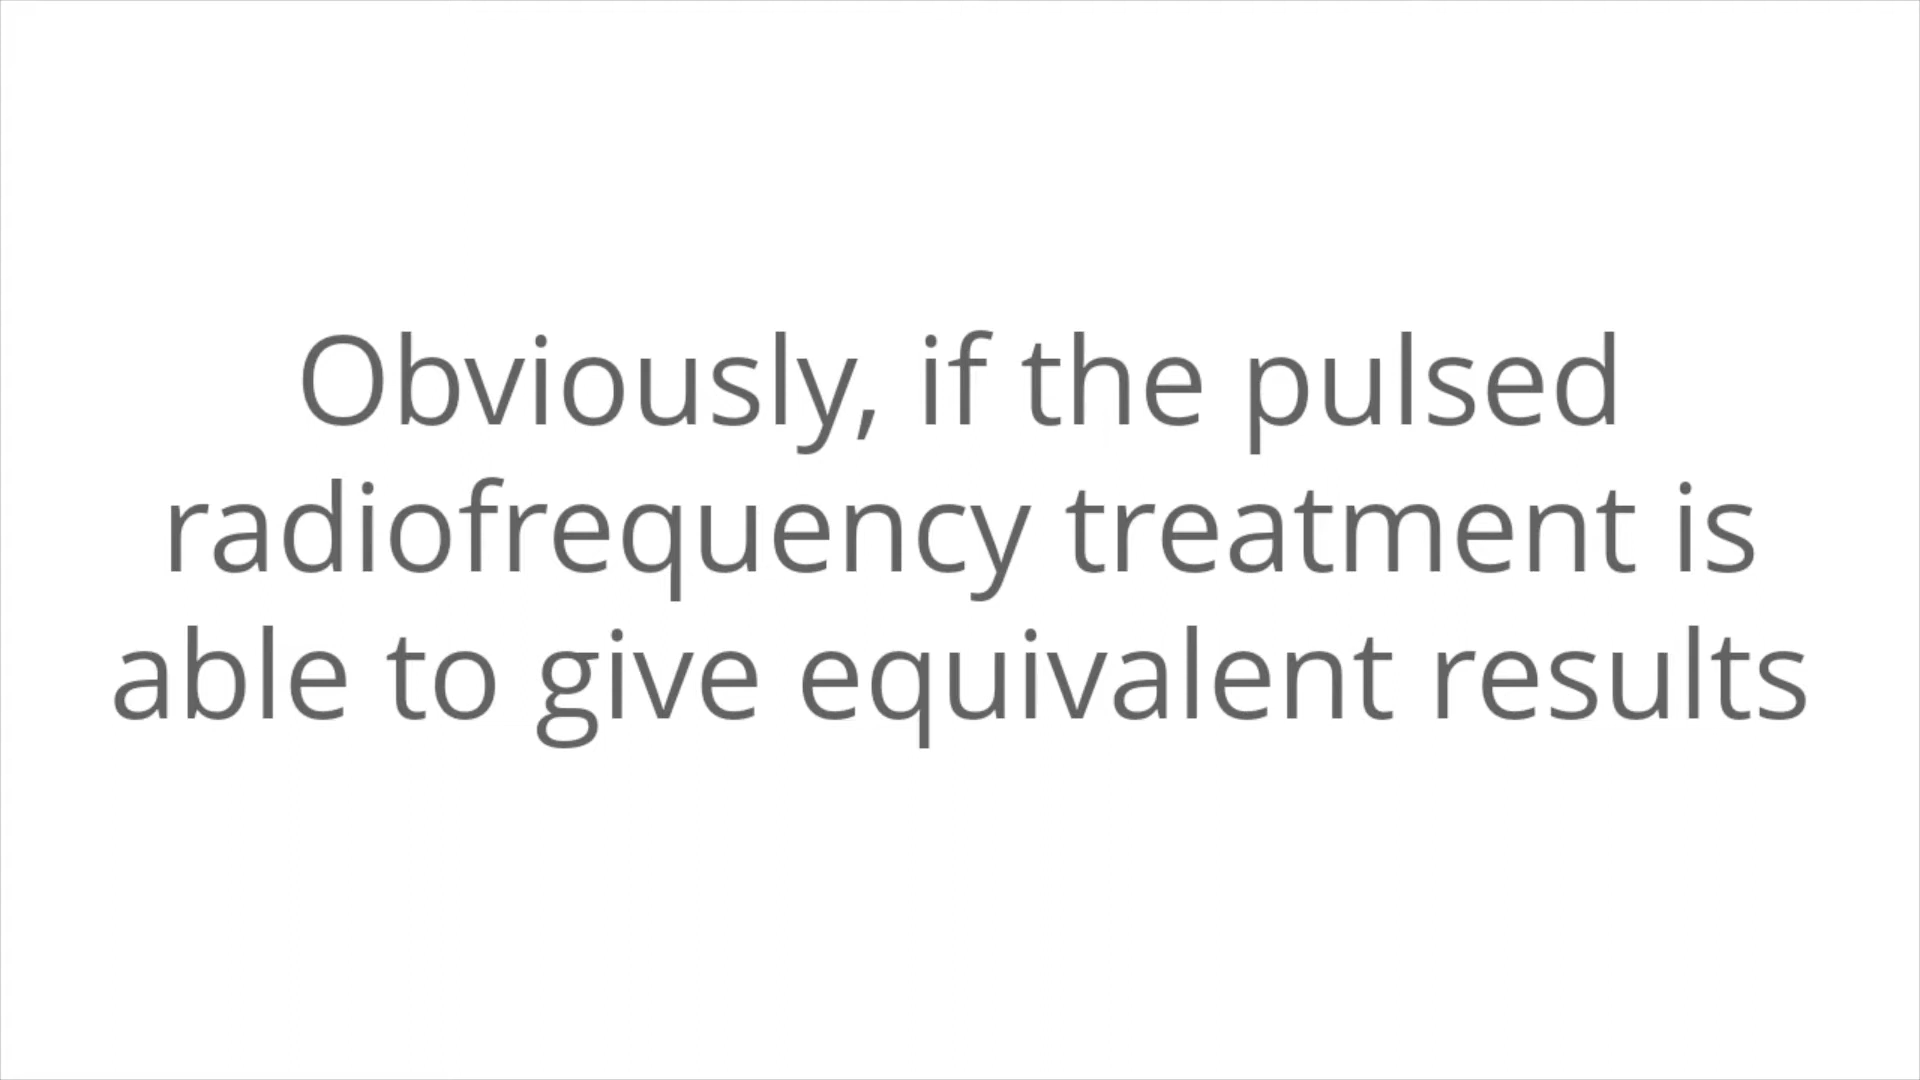 Obviously, if the pulsed
radiofrequency treatment is
able to give equivalent results